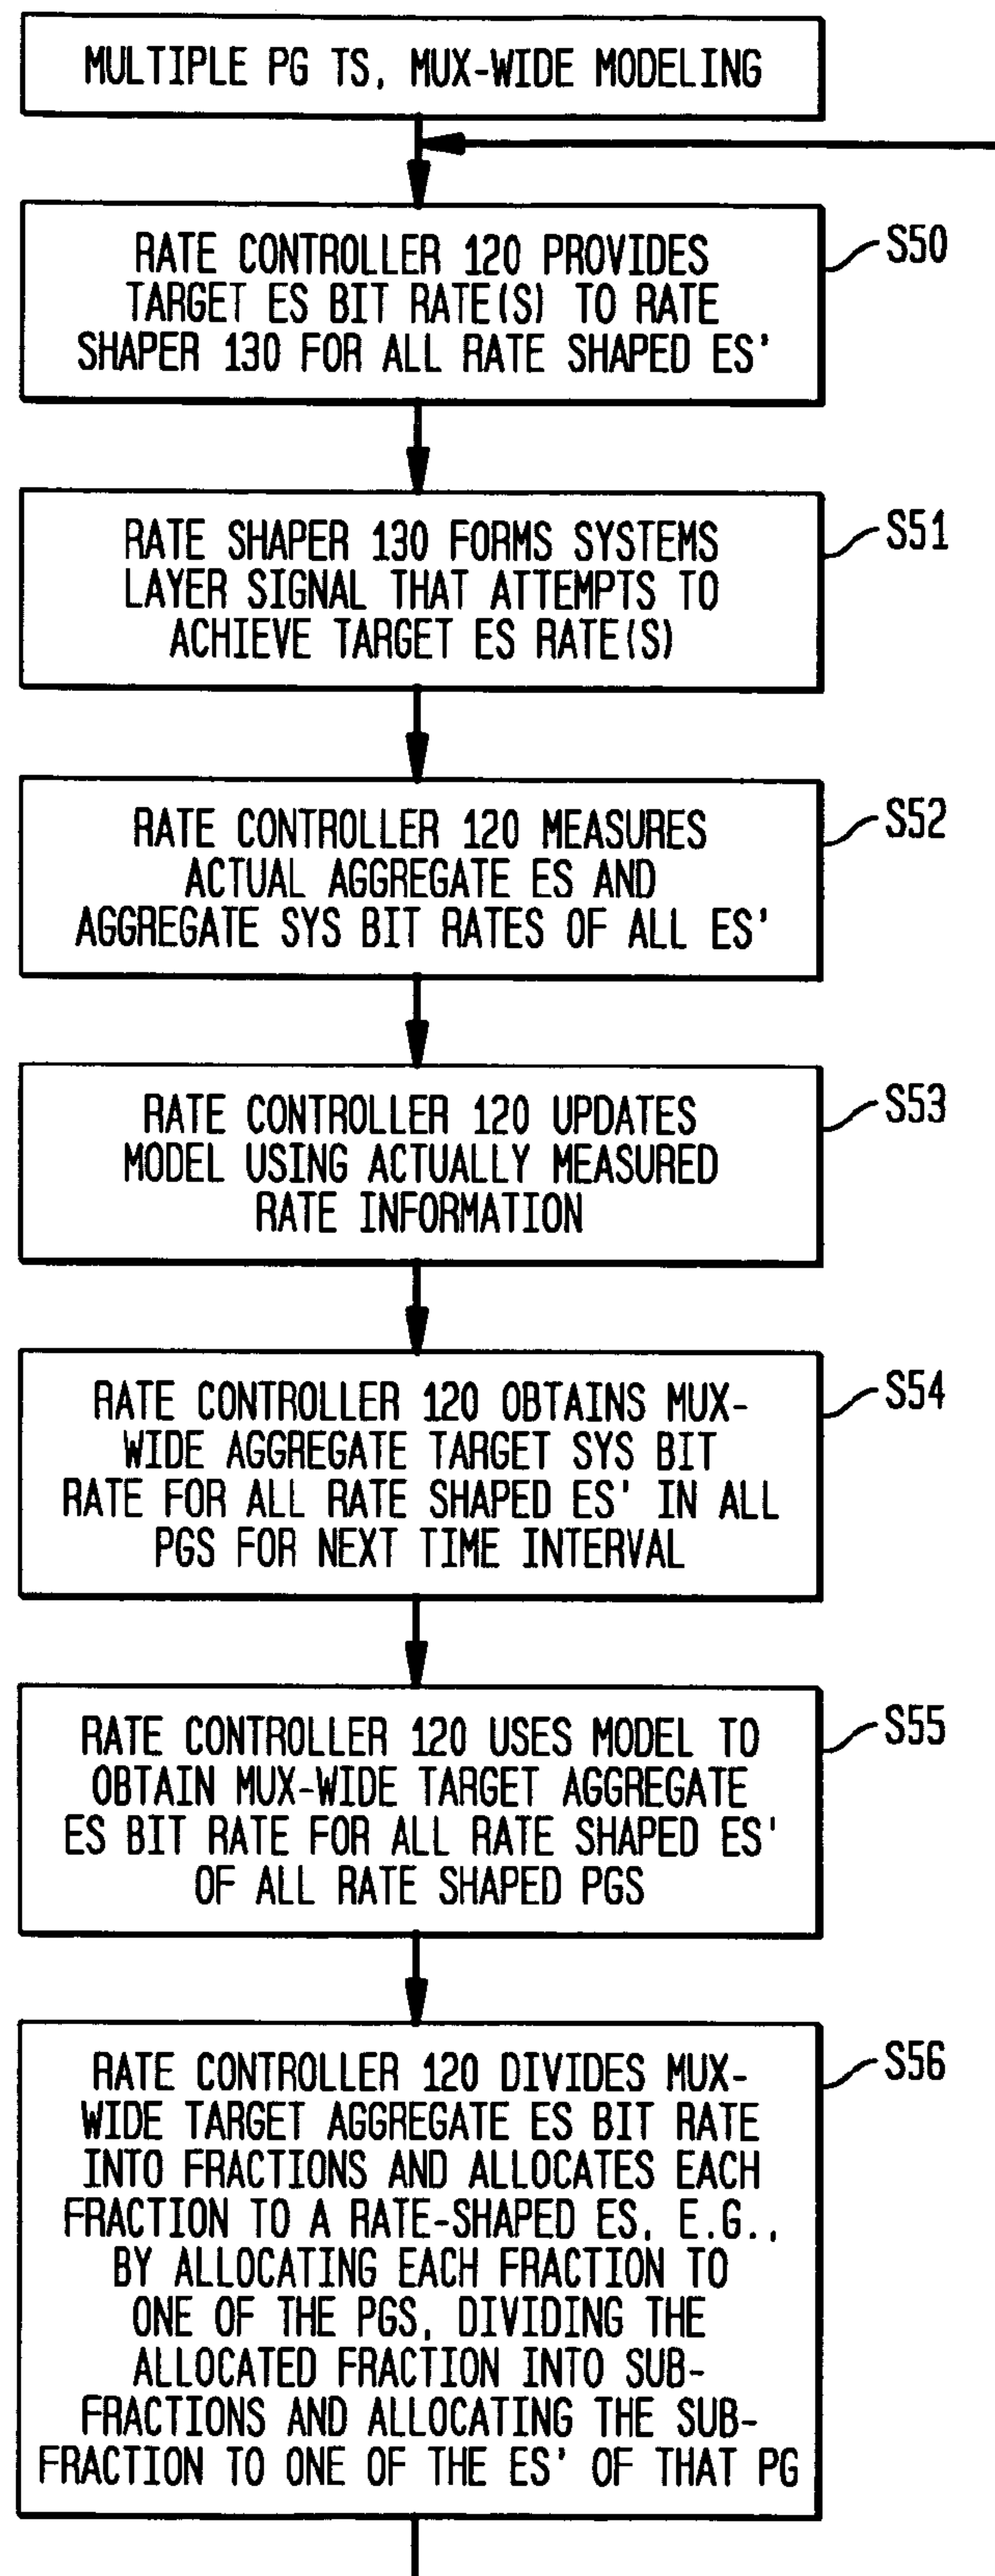 MULTIPLE PG TS, MUX-WIDE MODELING
RATE CONTROLLER 120 PROVIDES
TARGET ES BIT RATE(S) TO RATE
SHAPER 130 FOR ALL RATE SHAPED ES'
S50
RATE SHAPER 130 FORMS SYSTEMS
LAYER SIGNAL THAT ATTEMPTS TO
ACHIEVE TARGET ES RATE(S)
S51
RATE CONTROLLER 120 MEASURES
ACTUAL AGGREGATE ES AND
AGGREGATE SYS BIT RATES OF ALL ES'
S52
RATE CONTROLLER 120 UPDATES
MODEL USING ACTUALLY MEASURED
RATE INFORMATION
S53
RATE CONTROLLER 120 OBTAINS MUX-
WIDE AGGREGATE TARGET SYS BIT
RATE FOR ALL RATE SHAPED ES' IN ALL
PGS FOR NEXT TIME INTERVAL
S54
RATE CONTROLLER 120 USES MODEL TO
OBTAIN MUX-WIDE TARGET AGGREGATE
ES BIT RATE FOR ALL RATE SHAPED ES'
OF ALL RATE SHAPED PGS
S55
RATE CONTROLLER 120 DIVIDES MUX-
WIDE TARGET AGGREGATE ES BIT RATE
INTO FRACTIONS AND ALLOCATES EACH
FRACTION TO A RATE-SHAPED ES, E.G.,
BY ALLOCATING EACH FRACTION TO
ONE OF THE PGS, DIVIDING THE
ALLOCATED FRACTION INTO SUB-
FRACTIONS AND ALLOCATING THE SUB-
FRACTION TO ONE OF THE ES' OF THAT PG
S56